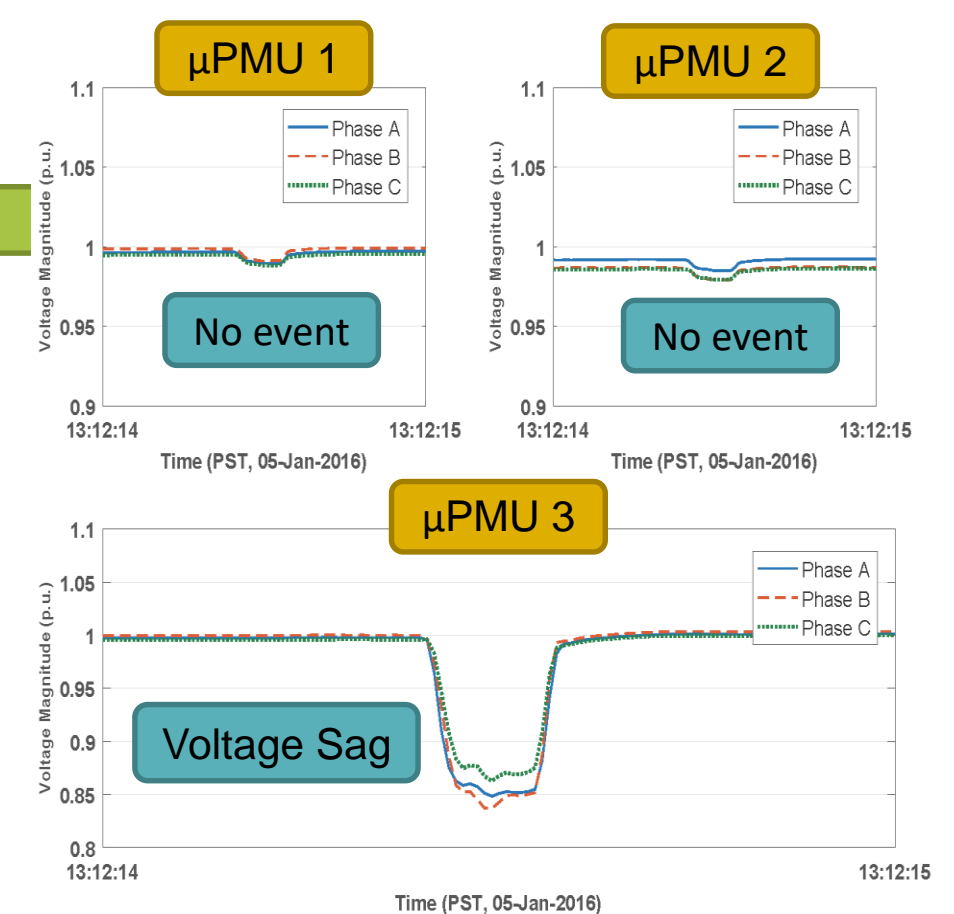 µPMU 1
1.1
1.05
1
0.95
0.9
Voltage Magnitude (p.u.)
Phase A
Phase B
Phase C
No event
13:12:14
13:12:15
Time (PST, 05-Jan-2016)
µPMU 2
1.1
1.05
1
0.95
0.9
Voltage Magnitude (p.u.)
Phase A
Phase B
Phase C
No event
13:12:14
13:12:15
Time (PST, 05-Jan-2016)
µPMU 3
1.1
1.05
1
0.95
0.9
0.85
0.8
Voltage Magnitude (p.u.)
Phase A
Phase B
Phase C
Voltage Sag
13:12:14
13:12:15
Time (PST, 05-Jan-2016)